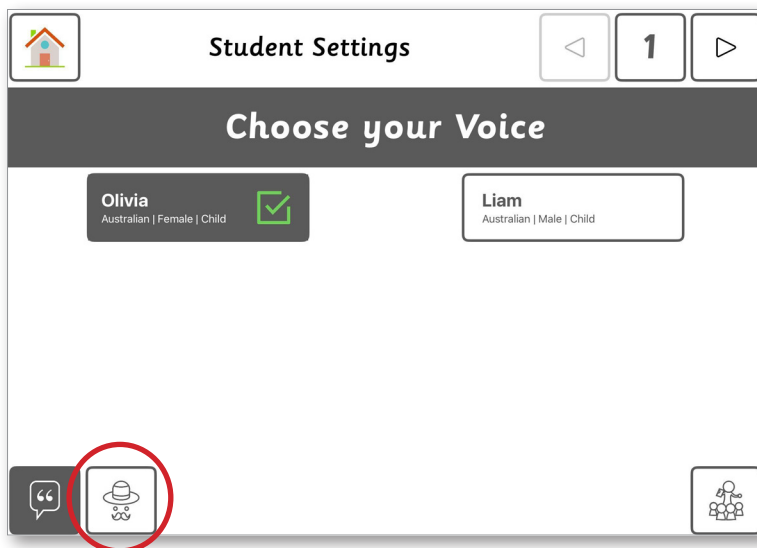 Student Settings
1
Choose your Voice
Olivia
Australian | Female | Child
Liam
Australian | Male | Child